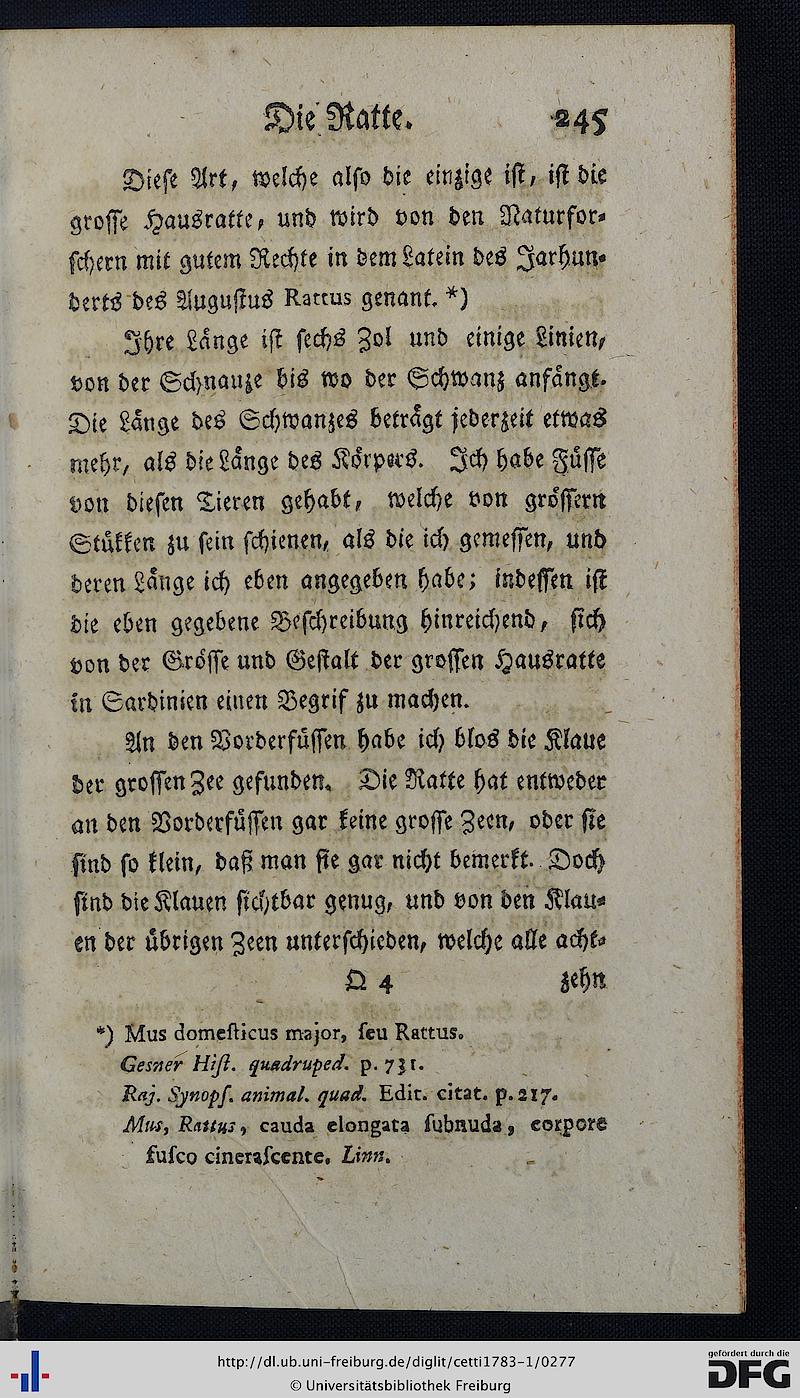 Die Ratte. 245
Dieſe Art, welche alſo die einzige iſt, iſt die
groſſe Hausratte, und wird von den Naturfor-
ſchern mit gutem Rechte in dem Latein des Jarhun-
derts des Auguſtus Rattus genant. *)
Ihre Länge iſt ſechs Zol und einige Linien,
von der Schnauze bis wo der Schwanz anfängt.
Die Länge des Schwanzes beträgt jederzeit etwas
mehr, als die Länge des Körpers. Ich habe Füſſe
von dieſen Tieren gehabt, welche von gröſſern
Stükken zu ſein ſchienen, als die ich gemeſſen, und
deren Länge ich eben angegeben habe; indeſſen iſt
die eben gegebene Beſchreibung hinreichend, ſich
von der Gröſſe und Geſtalt der groſſen Hausratte
in Sardinien einen Begrif zu machen.
An den Vorderfüſſen habe ich blos die Klaue
der groſſen Zee gefunden. Die Ratte hat entweder
an den Vorderfüſſen gar keine groſſe Zeen, oder ſie
ſind ſo klein, daß man ſie gar nicht bemerkt. Doch
ſind die Klauen ſichtbar genug, und von den Klau-
en der übrigen Zeen unterſchieden, welche alle acht-
Q 4 zehn
*) Mus domeſticus major, ſeu Rattus.
Gesner Hiſt. quadruped. p. 731.
Raj. Synopſ. animal. quad. Edit. citat. p. 217.
Mus, Rattus, cauda elongata ſubnuda, corpore
fuſco cineraſcente. Linn.
http://dl.ub.uni-freiburg.de/diglit/cetti1783-1/0277
© Universitätsbibliothek Freiburg
gefördert durch die
DFG